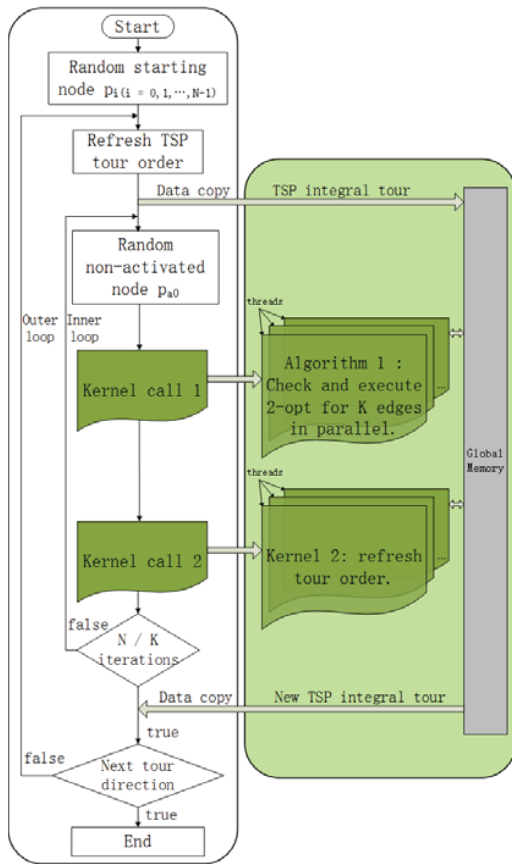 Start
Random starting
node pi(i = 0,1,…,N-1)
Refresh TSP
tour order
Data copy
TSP integral tour
Random
non-activated
node pa0
Outer
loop
Inner
loop
threads
Kernel call 1
Algorithm 1 :
Check and execute
2-opt for K edges
in parallel.
...
Global
Memory
threads
Kernel call 2
Kernel 2: refresh
tour order.
...
false
N / K
iterations
Data copy
New TSP integral tour
true
false
Next tour
direction
true
End